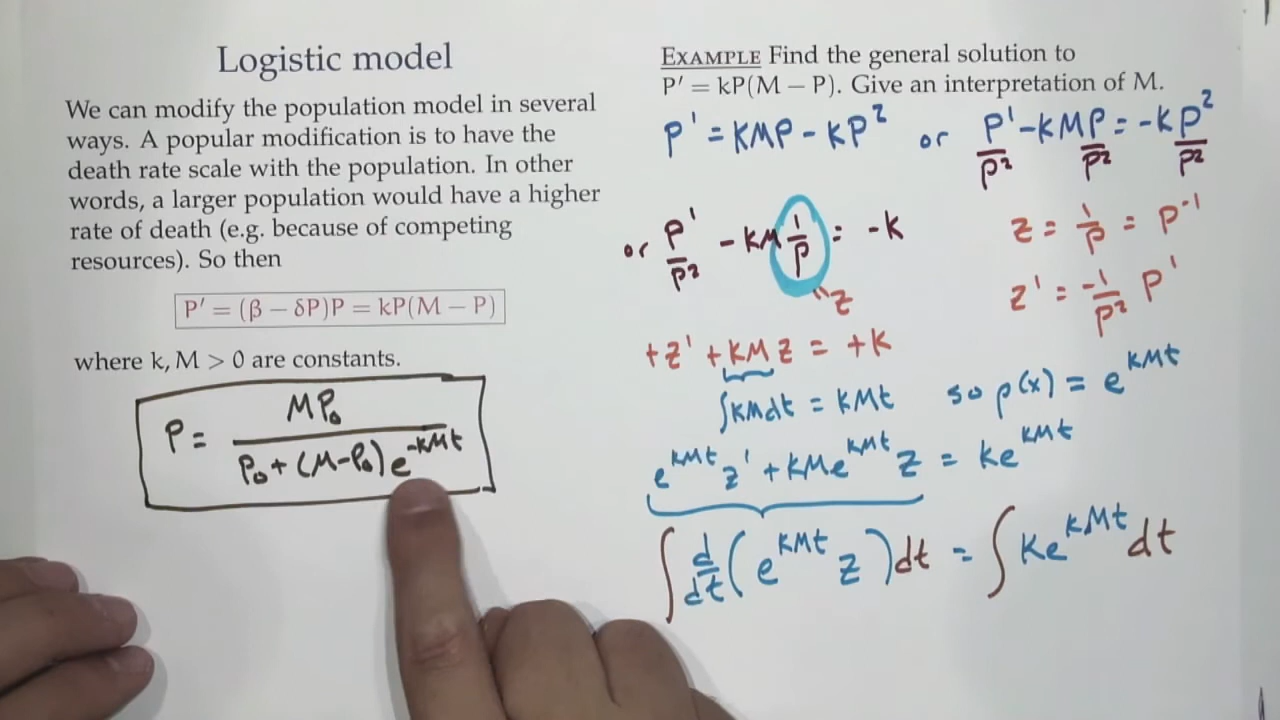 Logistic model
We can modify the population model in several
ways. A popular modification is to have the
death rate scale with the population. In other
words, a larger population would have a higher
rate of death (e.g. because of competing
resources). So then
P′ = (β − δP)P = kP(M − P)
where k, M > 0 are constants.
P = MP₀ / (P₀ + (M−P₀)e^(−kMt))
EXAMPLE Find the general solution to
P′ = kP(M − P). Give an interpretation of M.
P' = KMP − KP² or P'/P² − KMP/P² = −KP²/P²
or P'/P² − KM 1/P = −K
"z
z = 1/P = P⁻¹
z' = −1/P² P'
+z' + KM z = +K
∫KMdt = KMt so ρ(x) = e^(KMt)
e^(KMt) z' + KMe^(KMt) z = Ke^(KMt)
∫ d/dt (e^(KMt) z) dt = ∫ Ke^(KMt) dt